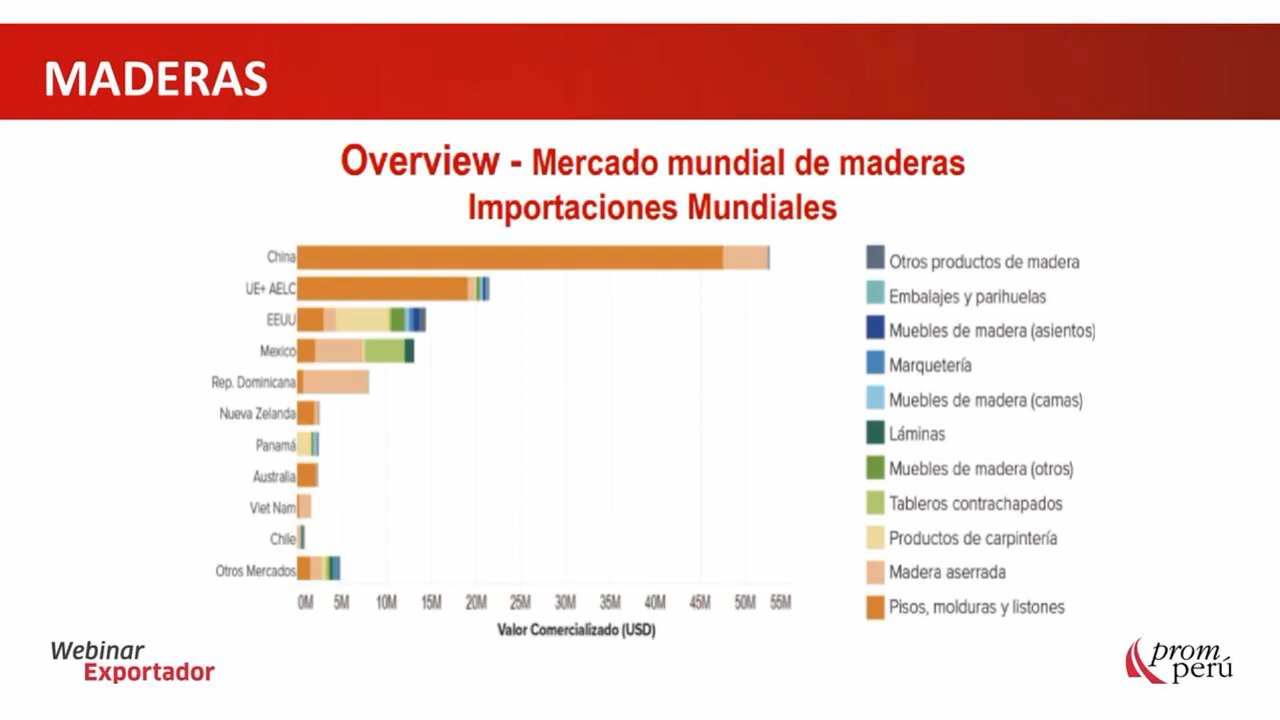 MADERAS
Overview - Mercado mundial de maderas
Importaciones Mundiales
China
UE+ AELC
EEUU
Mexico
Rep. Dominicana
Nueva Zelanda
Panamá
Australia
Viet Nam
Chile
Otros Mercados
0M 5M 10M 15M 20M 25M 30M 35M 40M 45M 50M 55M
Valor Comercializado (USD)
Otros productos de madera
Embalajes y parihuelas
Muebles de madera (asientos)
Marquetería
Muebles de madera (camas)
Láminas
Muebles de madera (otros)
Tableros contrachapados
Productos de carpintería
Madera aserrada
Pisos, molduras y listones
Webinar
Exportador
prom
perú